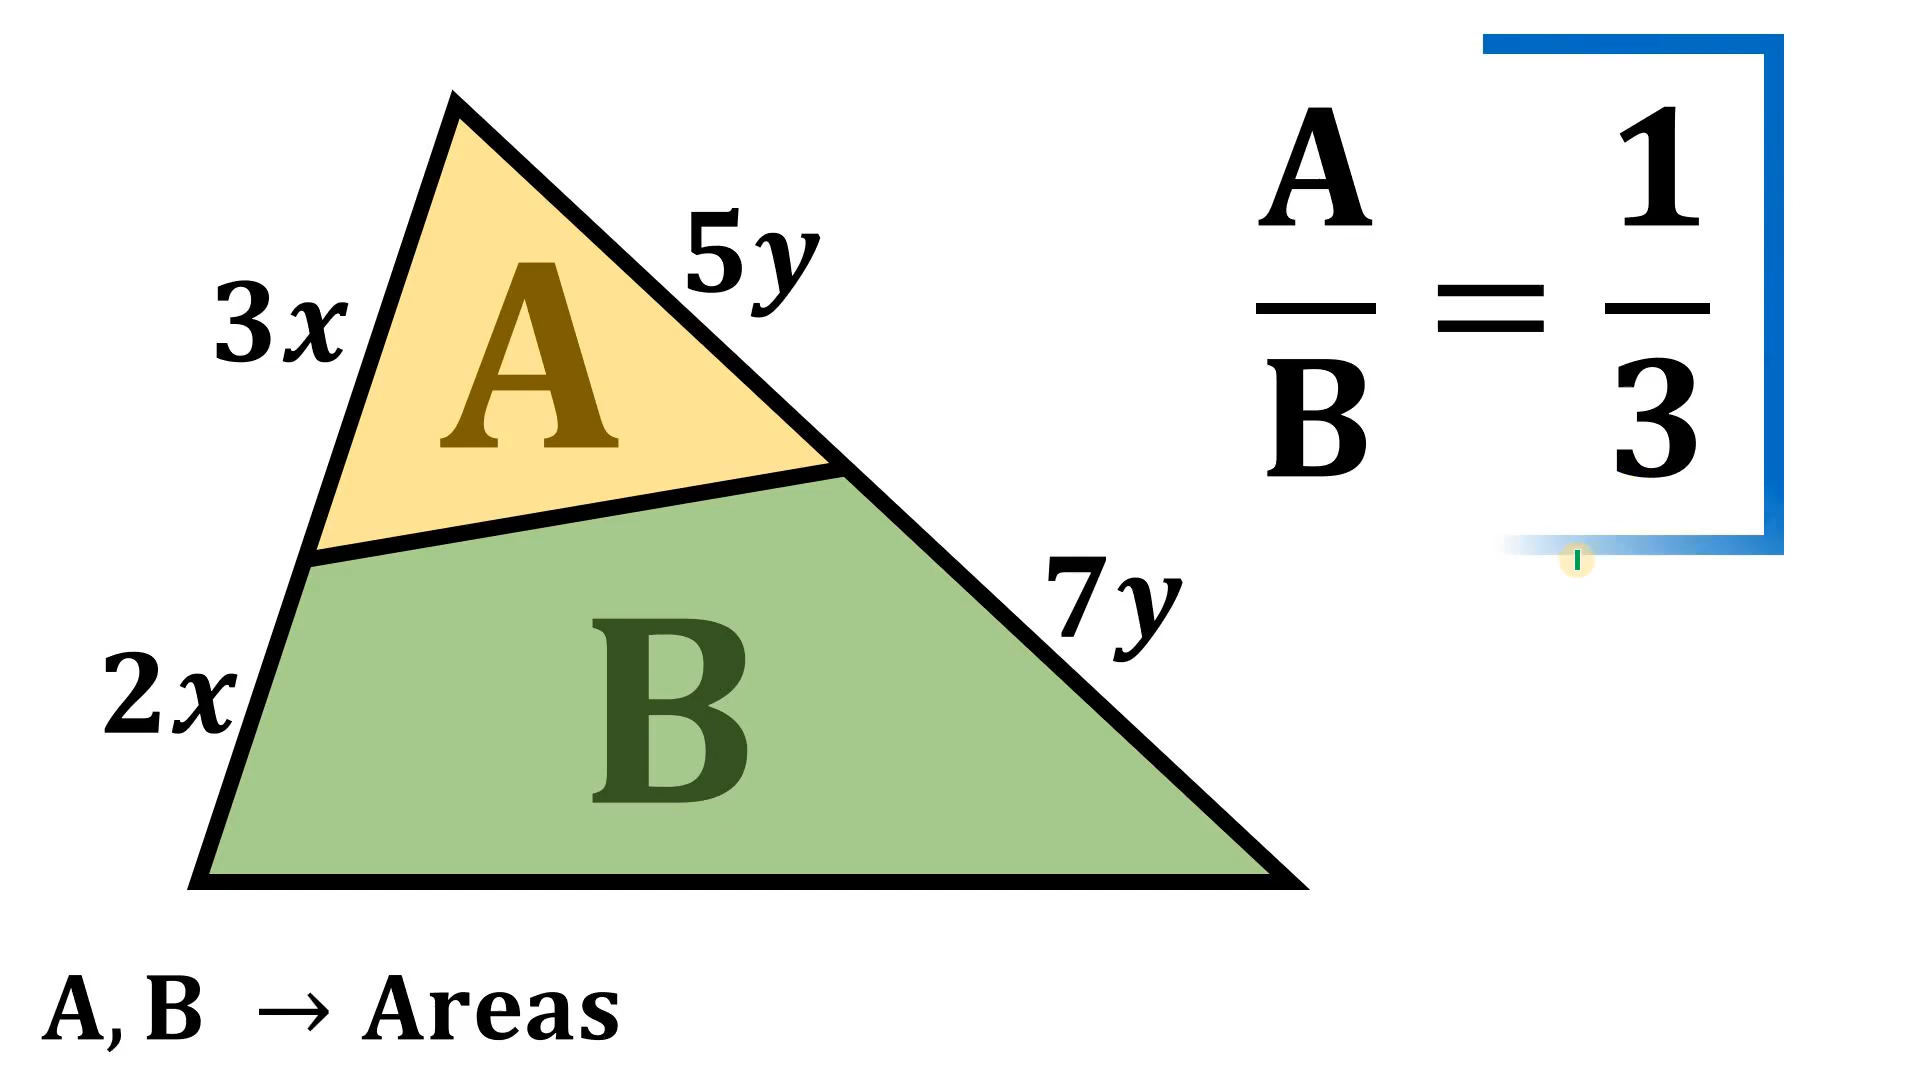 3x
5y
A
2x
B
7y
A/B = 1/3
A, B → Areas